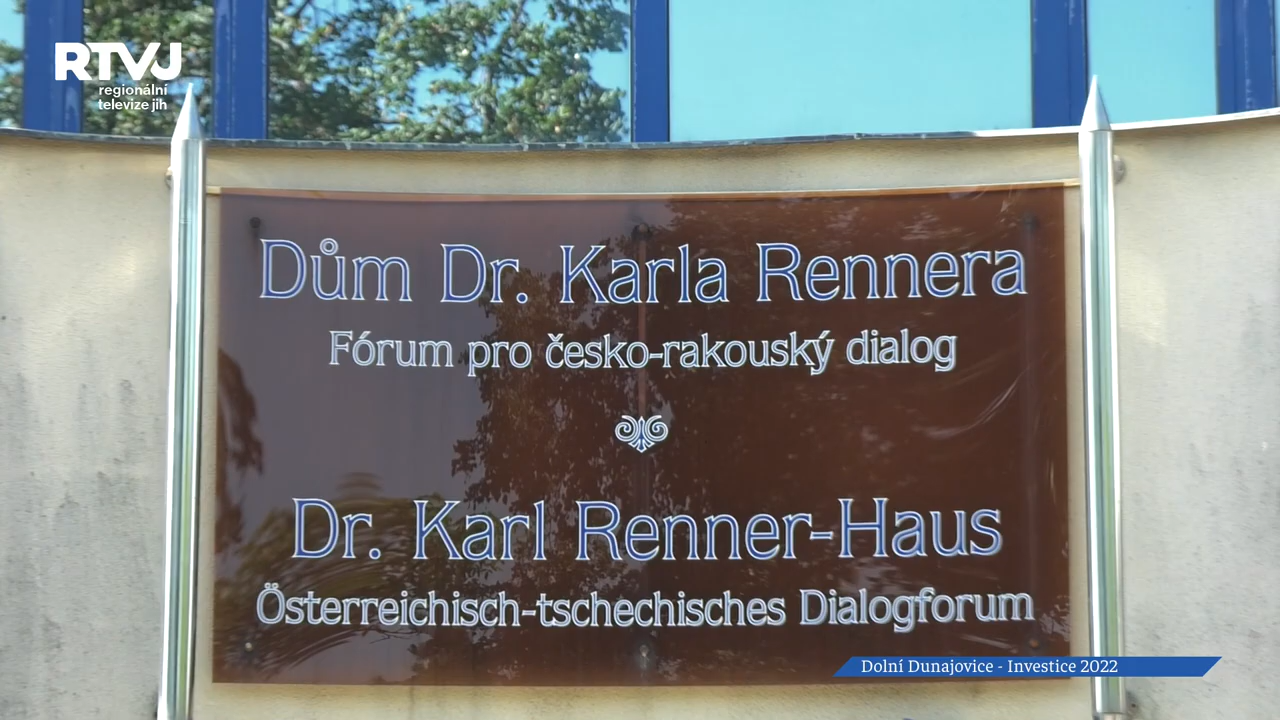 RTVJ
regionální
televize jih
Dům Dr. Karla Rennera
Fórum pro česko-rakouský dialog
Dr. Karl Renner-Haus
Österreichisch-tschechisches Dialogforum
Dolní Dunajovice - Investice 2022